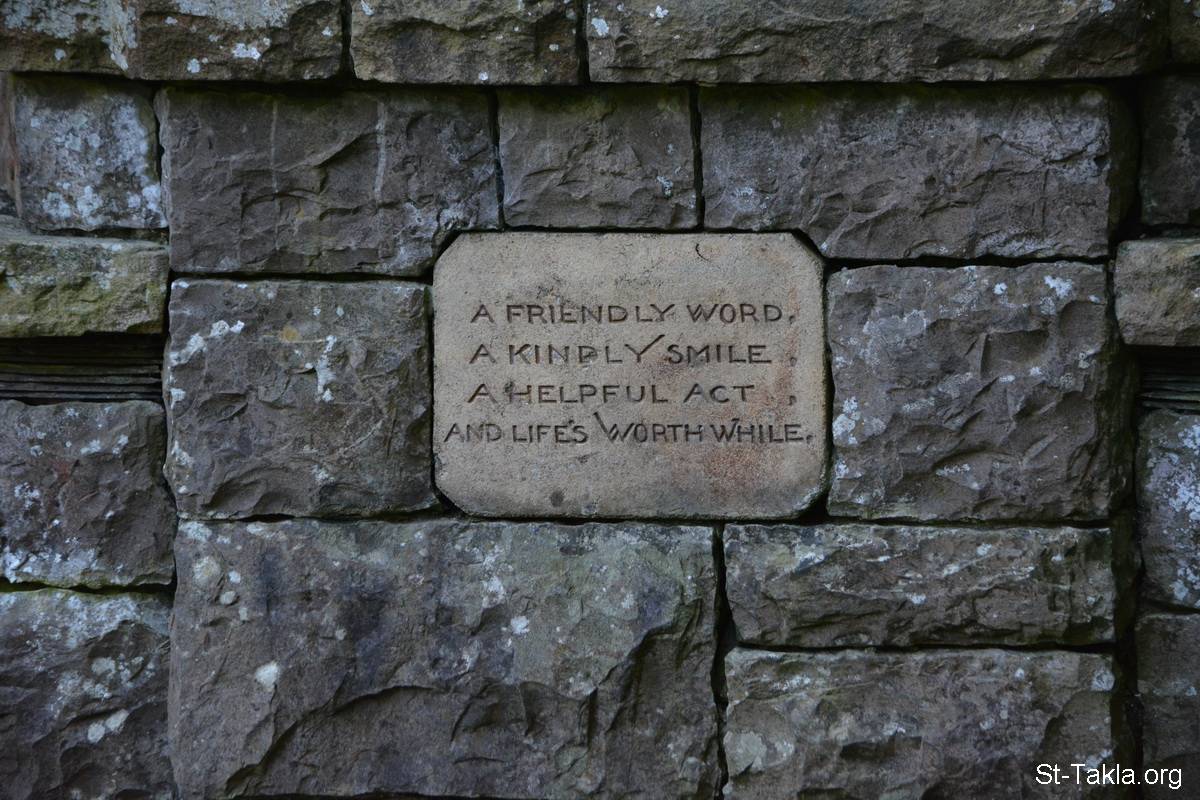 A FRIENDLY WORD,
A KINDLY SMILE,
A HELPFUL ACT,
AND LIFE'S WORTH WHILE.
St-Takla.org